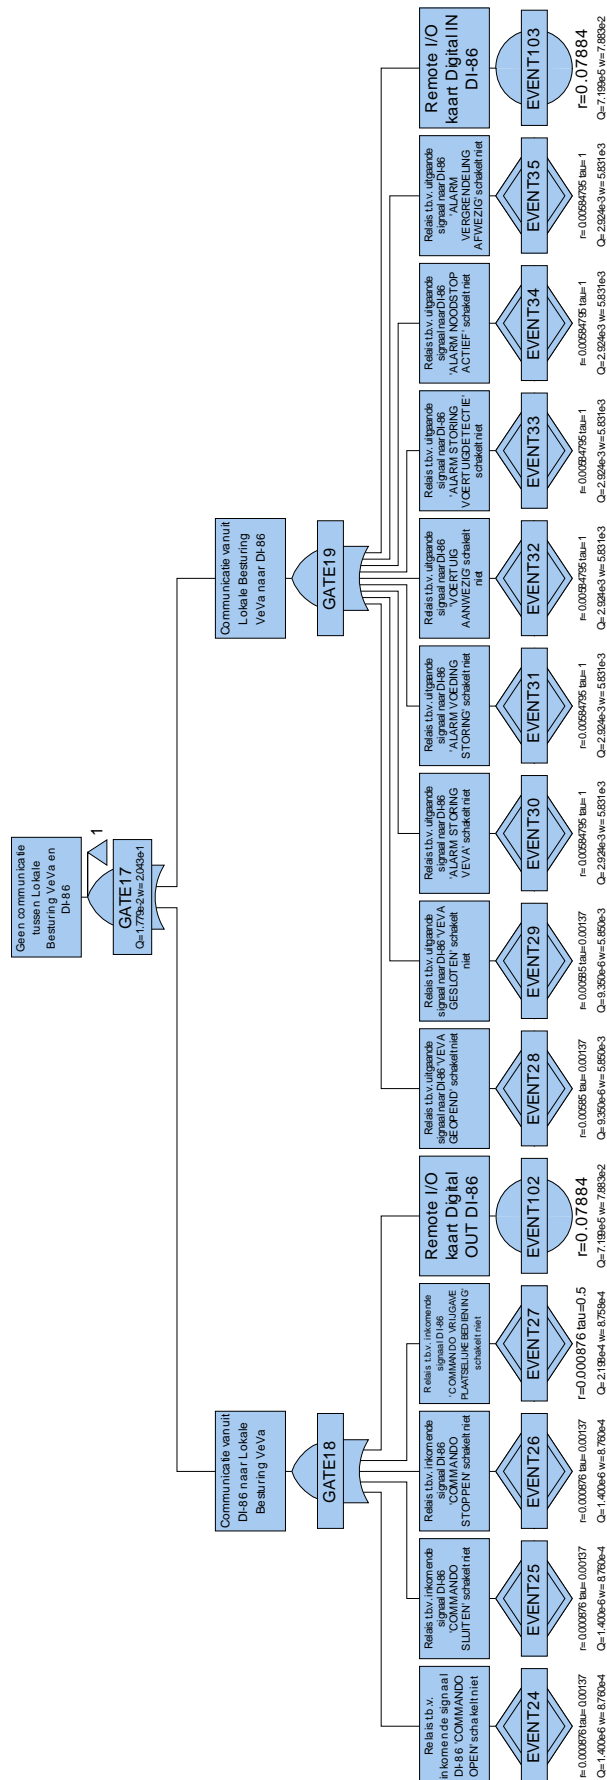 Geen communicatie
tussen Lokale
Besturing VeVa en
DI-86
GATE17
Q=1.779e-2 w=2.043e-1
1
Communicatie vanuit
DI-86 naar Lokale
Besturing VeVa
GATE18
Communicatie vanuit
Lokale Besturing
VeVa naar DI-86
GATE19
Relais t.b.v.
inkomende signaal
DI-86 'COMMANDO
OPEN' schakelt niet
EVENT24
r=0.000876 tau=0.00137
Q=1.400e-6 w=8.760e-4
Relais t.b.v. inkomende
signaal DI-86
'COMMANDO
SLUITEN' schakelt niet
EVENT25
r=0.000876 tau=0.00137
Q=1.400e-6 w=8.760e-4
Relais t.b.v. inkomende
signaal DI-86
'COMMANDO
STOPPEN' schakelt niet
EVENT26
r=0.000876 tau=0.00137
Q=1.400e-6 w=8.760e-4
Relais t.b.v. inkomende
signaal DI-86
'COMMANDO VRIJGAVE
PLAATSELIJKE BEDIENING'
schakelt niet
EVENT27
r=0.000876 tau=0.5
Q=2.198e-4 w=8.758e-4
Remote I/O
kaart Digital
OUT DI-86
EVENT102
r=0.07884
Q=7.199e-5 w=7.883e-2
Relais t.b.v. uitgaande
signaal naar DI-86 'VEVA
GEOPEND' schakelt niet
EVENT28
r=0.00585 tau=0.00137
Q=9.350e-6 w=5.850e-3
Relais t.b.v. uitgaande
signaal naar DI-86 'VEVA
GESLOTEN' schakelt
niet
EVENT29
r=0.00585 tau=0.00137
Q=9.350e-6 w=5.850e-3
Relais t.b.v. uitgaande
signaal naar DI-86
'ALARM STORING
VEVA' schakelt niet
EVENT30
r=0.00584795 tau=1
Q=2.924e-3 w=5.831e-3
Relais t.b.v. uitgaande
signaal naar DI-86
'ALARM VOEDING
STORING' schakelt niet
EVENT31
r=0.00584795 tau=1
Q=2.924e-3 w=5.831e-3
Relais t.b.v. uitgaande
signaal naar DI-86
'VOERTUIG
AANWEZIG' schakelt
niet
EVENT32
r=0.00584795 tau=1
Q=2.924e-3 w=5.831e-3
Relais t.b.v. uitgaande
signaal naar DI-86
'ALARM STORING
VOERTUIGDETECTIE'
schakelt niet
EVENT33
r=0.00584795 tau=1
Q=2.924e-3 w=5.831e-3
Relais t.b.v. uitgaande
signaal naar DI-86
'ALARM NOODSTOP
ACTIEF' schakelt niet
EVENT34
r=0.00584795 tau=1
Q=2.924e-3 w=5.831e-3
Relais t.b.v. uitgaande
signaal naar DI-86
'ALARM
VERGRENDELING
AFWEZIG' schakelt niet
EVENT35
r=0.00584795 tau=1
Q=2.924e-3 w=5.831e-3
Remote I/O
kaart Digital IN
DI-86
EVENT103
r=0.07884
Q=7.199e-5 w=7.883e-2